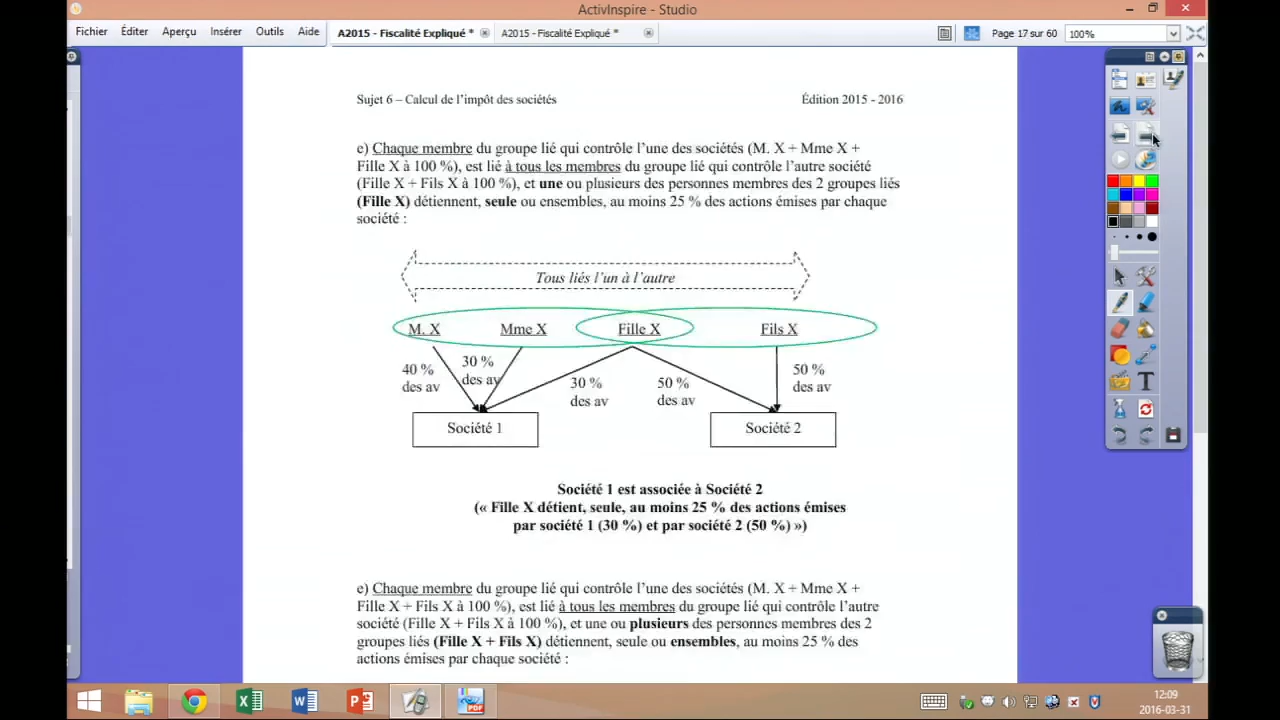 ActivInspire - Studio
Fichier Éditer Aperçu Insérer Outils Aide
A2015 - Fiscalité Expliqué * A2015 - Fiscalité Expliqué *
Page 17 sur 60 100%
Sujet 6 – Calcul de l'impôt des sociétés Édition 2015 - 2016
e) Chaque membre du groupe lié qui contrôle l'une des sociétés (M. X + Mme X +
Fille X à 100 %), est lié à tous les membres du groupe lié qui contrôle l'autre société
(Fille X + Fils X à 100 %), et une ou plusieurs des personnes membres des 2 groupes liés
(Fille X) détiennent, seule ou ensembles, au moins 25 % des actions émises par chaque
société :
Tous liés l'un à l'autre
M. X Mme X Fille X Fils X
40 %
des av
30 %
des av
30 %
des av
50 %
des av
50 %
des av
Société 1 Société 2
Société 1 est associée à Société 2
(« Fille X détient, seule, au moins 25 % des actions émises
par société 1 (30 %) et par société 2 (50 %) »)
e) Chaque membre du groupe lié qui contrôle l'une des sociétés (M. X + Mme X +
Fille X + Fils X à 100 %), est lié à tous les membres du groupe lié qui contrôle l'autre
société (Fille X + Fils X à 100 %), et une ou plusieurs des personnes membres des 2
groupes liés (Fille X + Fils X) détiennent, seule ou ensembles, au moins 25 % des
actions émises par chaque société :
12:09
2016-03-31